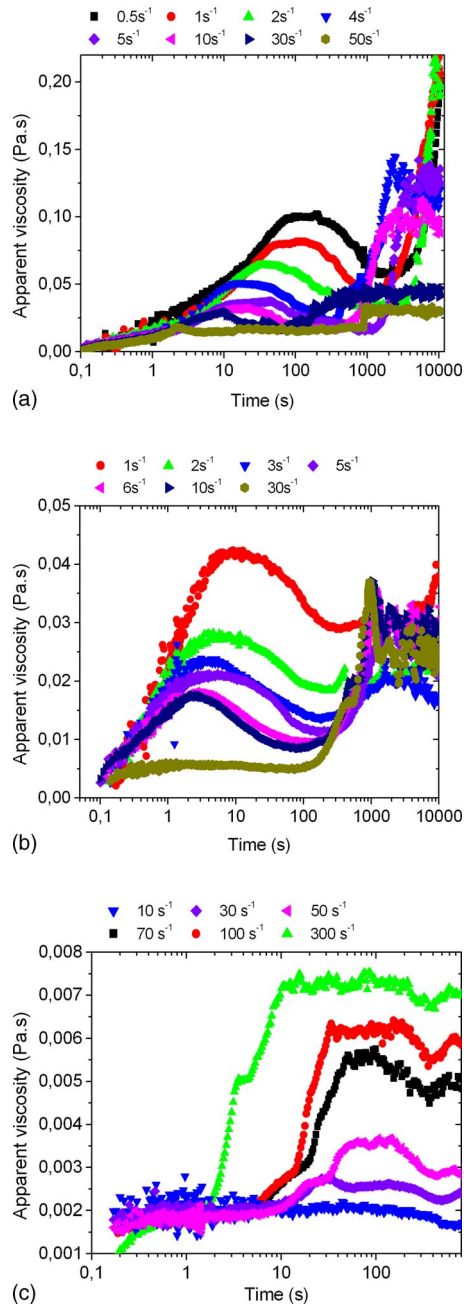 0.5s⁻¹ 1s⁻¹ 2s⁻¹ 4s⁻¹
5s⁻¹ 10s⁻¹ 30s⁻¹ 50s⁻¹
Apparent viscosity (Pa.s)
0,20
0,15
0,10
0,05
0,00
0,1 1 10 100 1000 10000
Time (s)
(a)
1s⁻¹ 2s⁻¹ 3s⁻¹ 5s⁻¹
6s⁻¹ 10s⁻¹ 30s⁻¹
Apparent viscosity (Pa.s)
0,05
0,04
0,03
0,02
0,01
0,00
0,1 1 10 100 1000 10000
Time (s)
(b)
10 s⁻¹ 30 s⁻¹ 50 s⁻¹
70 s⁻¹ 100 s⁻¹ 300 s⁻¹
Apparent viscosity (Pa.s)
0,008
0,007
0,006
0,005
0,004
0,003
0,002
0,001
0,1 1 10 100
Time (s)
(c)